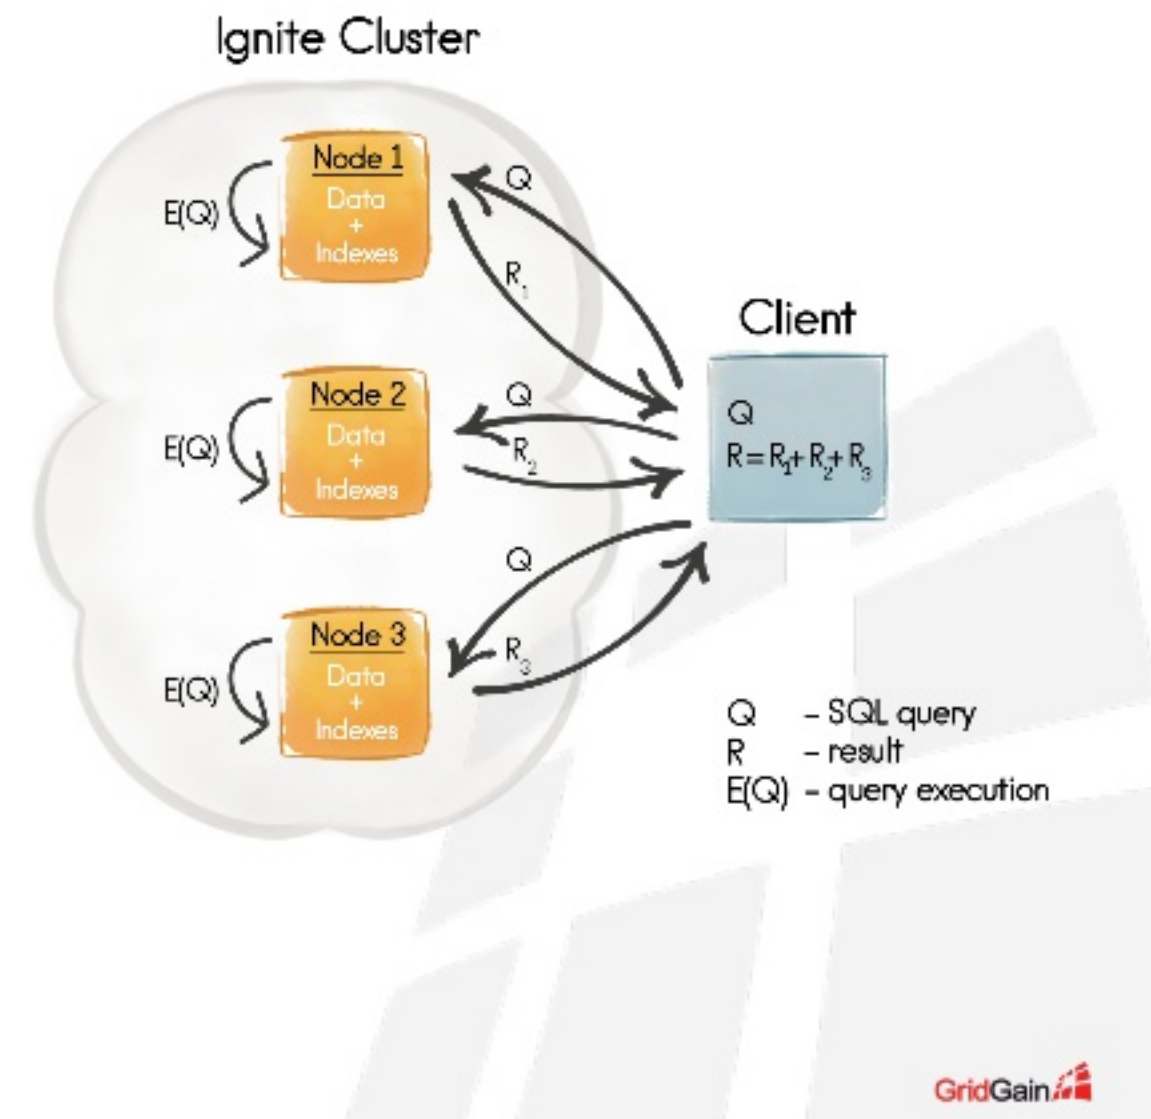 Ignite Cluster
Node 1
Data
+
Indexes
E(Q)
Q
R₁
Node 2
Data
+
Indexes
E(Q)
Q
R₂
Node 3
Data
+
Indexes
E(Q)
Q
R₃
Client
Q
R=R₁+R₂+R₃
Q – SQL query
R – result
E(Q) – query execution
GridGain